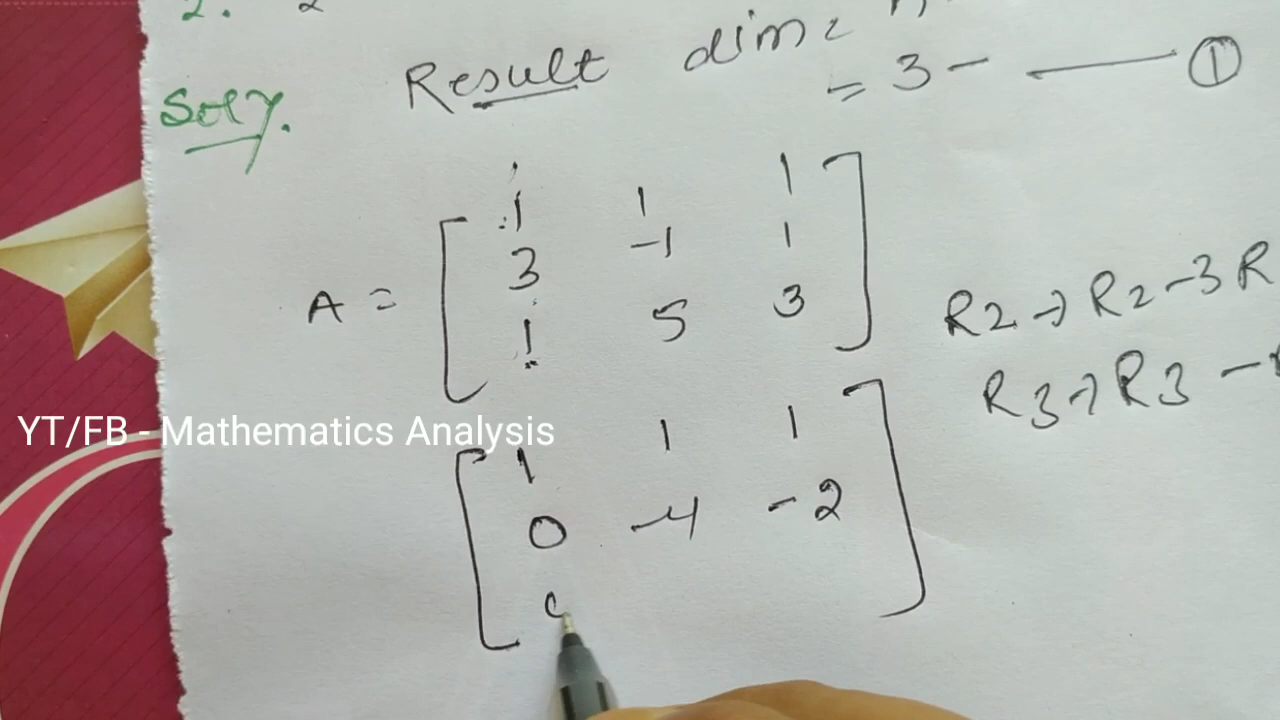 2.
Result dim =
= 3 - —— ①
Soln.
A = [ 1 1 1
3 -1 1
1 5 3 ]
R2 → R2 - 3R
R3 → R3 -
YT/FB - Mathematics Analysis
[ 1 1 1
0 -4 -2